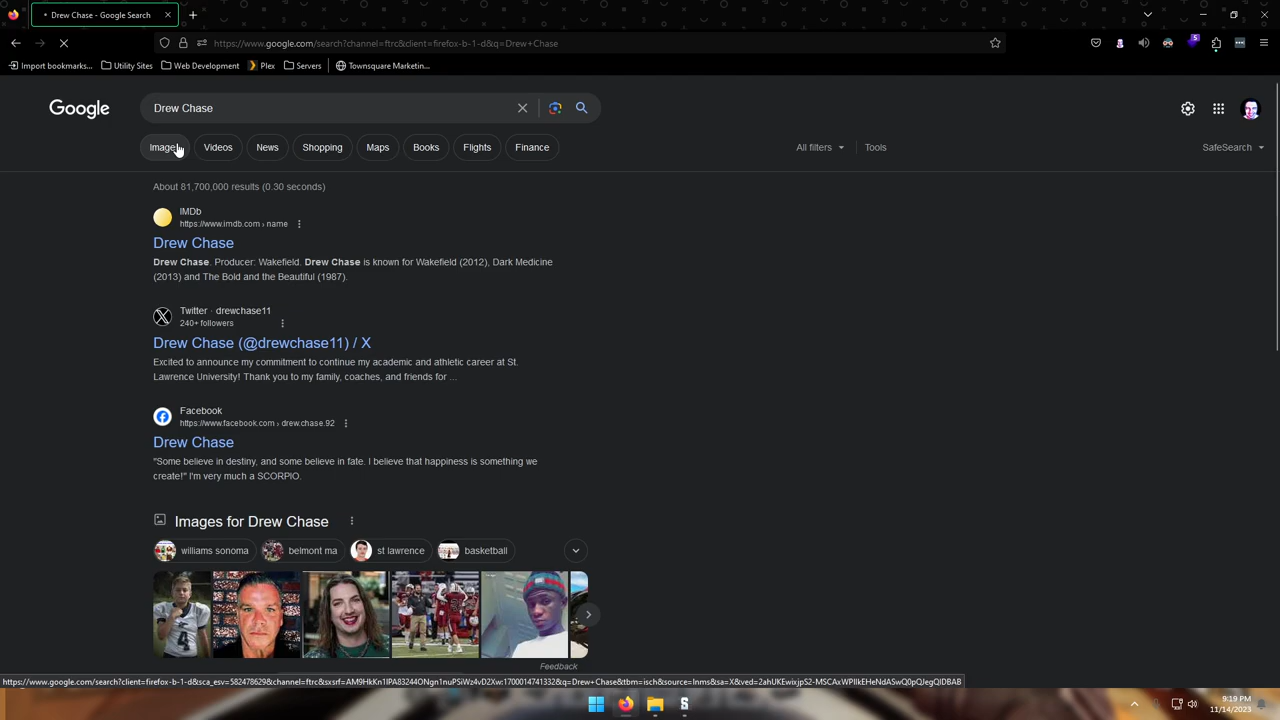 Drew Chase - Google Search
https://www.google.com/search?channel=ftrc&client=firefox-b-1-d&q=Drew+Chase
5
Import bookmarks...
Utility Sites
Web Development
Plex
Servers
Townsquare Marketin...
Google
Drew Chase
Images
Videos
News
Shopping
Maps
Books
Flights
Finance
All filters
Tools
SafeSearch
About 81,700,000 results (0.30 seconds)
IMDb
https://www.imdb.com › name
Drew Chase
Drew Chase. Producer: Wakefield. Drew Chase is known for Wakefield (2012), Dark Medicine
(2013) and The Bold and the Beautiful (1987).
Twitter · drewchase11
240+ followers
Drew Chase (@drewchase11) / X
Excited to announce my commitment to continue my academic and athletic career at St.
Lawrence University! Thank you to my family, coaches, and friends for ...
Facebook
https://www.facebook.com › drew.chase.92
Drew Chase
"Some believe in destiny, and some believe in fate. I believe that happiness is something we
create!" I'm very much a SCORPIO.
Images for Drew Chase
williams sonoma
belmont ma
st lawrence
basketball
4
Feedback
9:19 PM
11/14/2023